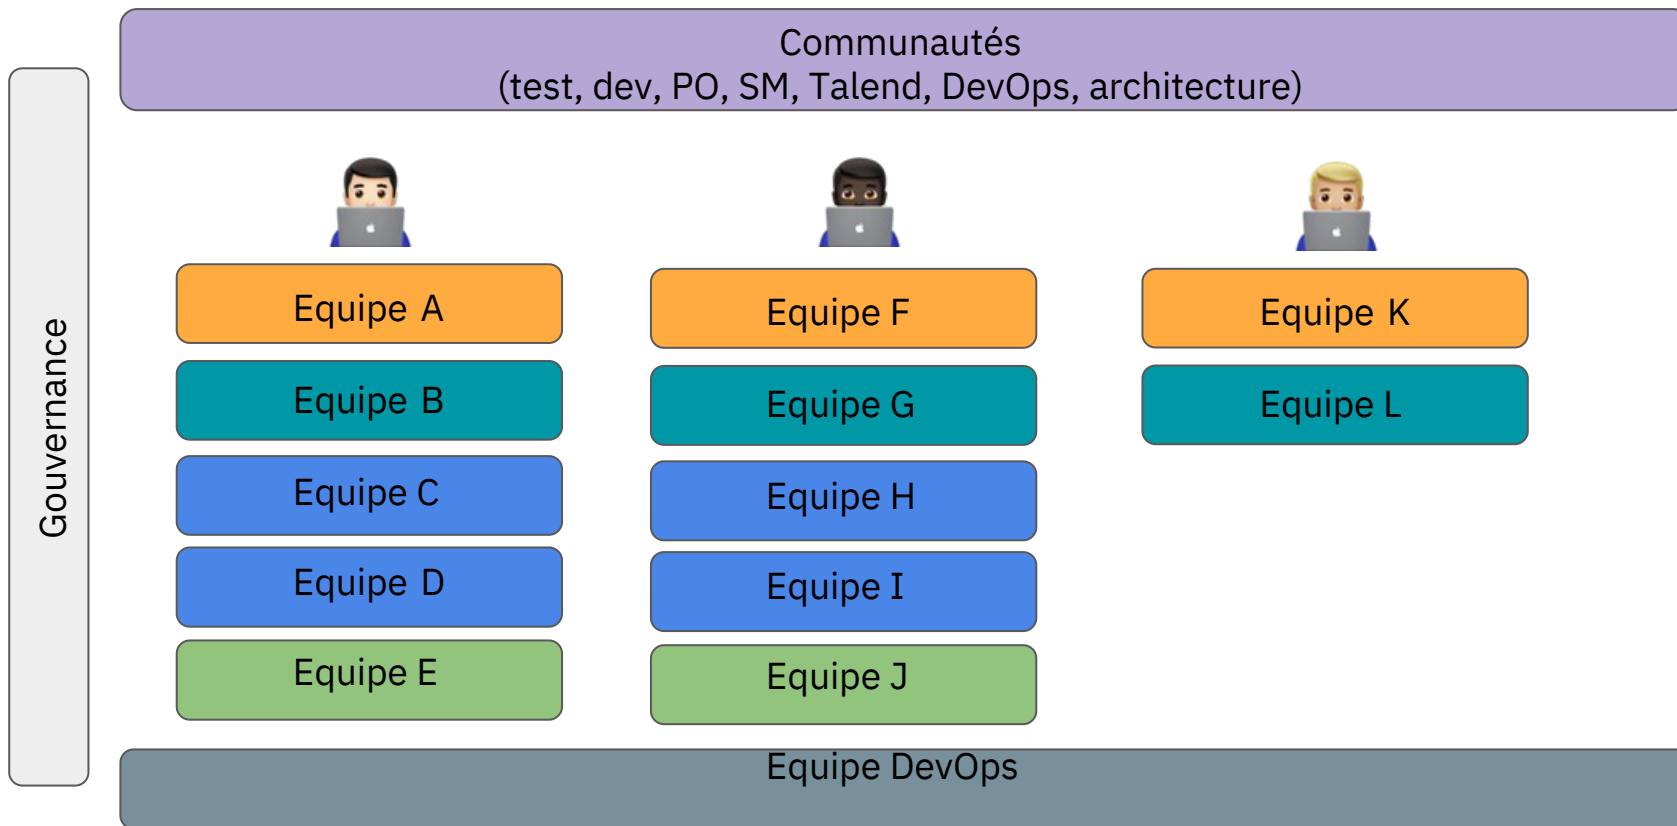 Communautés
(test, dev, PO, SM, Talend, DevOps, architecture)
Gouvernance
Equipe A
Equipe B
Equipe C
Equipe D
Equipe E
Equipe F
Equipe G
Equipe H
Equipe I
Equipe J
Equipe K
Equipe L
Equipe DevOps